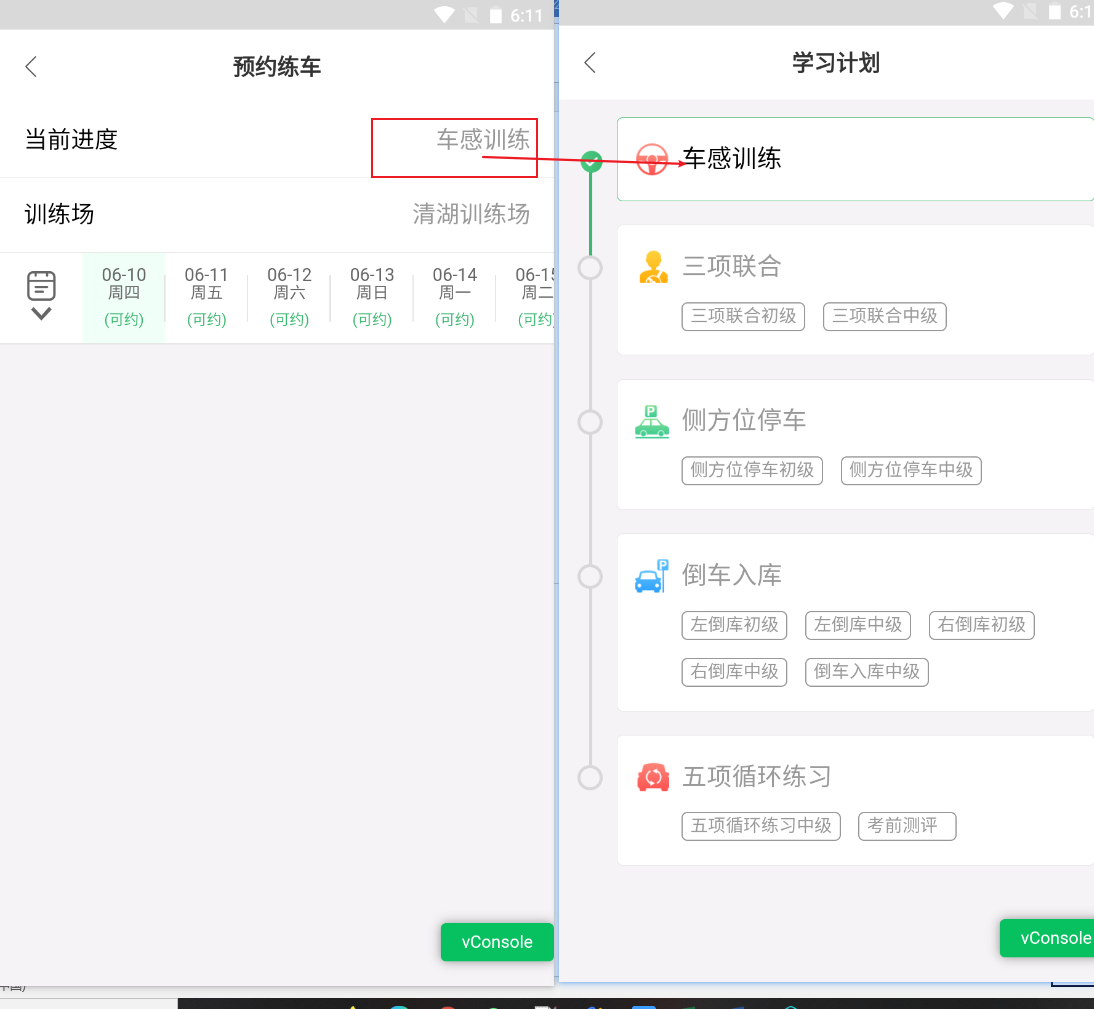 6:11
预约练车
当前进度
车感训练
训练场
清湖训练场
06-10 06-11 06-12 06-13 06-14 06-15
周四 周五 周六 周日 周一 周二
(可约) (可约) (可约) (可约) (可约) (可约)
vConsole
6:1
学习计划
车感训练
三项联合
三项联合初级 三项联合中级
侧方位停车
侧方位停车初级 侧方位停车中级
倒车入库
左倒库初级 左倒库中级 右倒库初级
右倒库中级 倒车入库中级
五项循环练习
五项循环练习中级 考前测评
vConsole